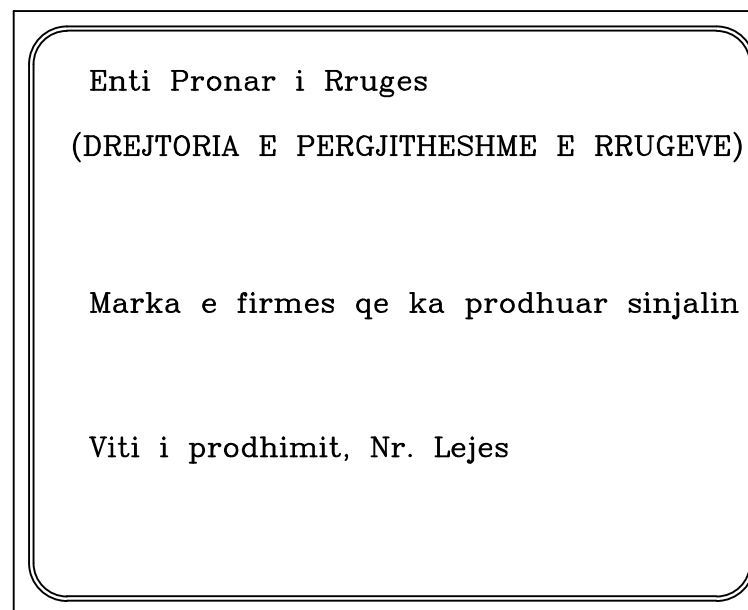 Enti Pronar i Rruges
(DREJTORIA E PERGJITHESHME E RRUGEVE)
Marka e firmes qe ka prodhuar sinjalin
Viti i prodhimit, Nr. Lejes